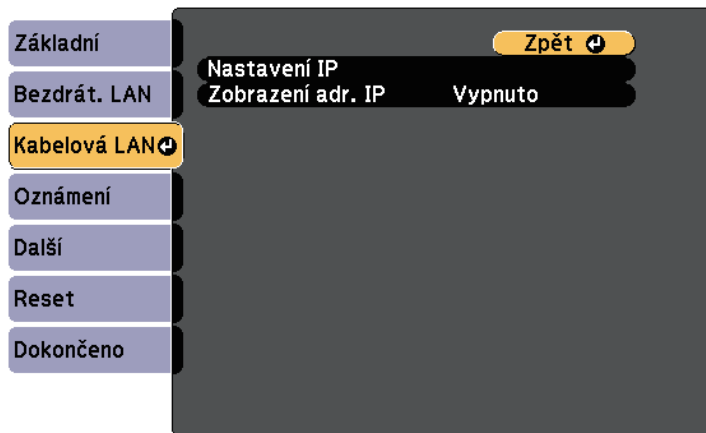 Základní
Bezdrát. LAN
Kabelová LAN
Oznámení
Další
Reset
Dokončeno
Zpět
Nastavení IP
Zobrazení adr. IP Vypnuto